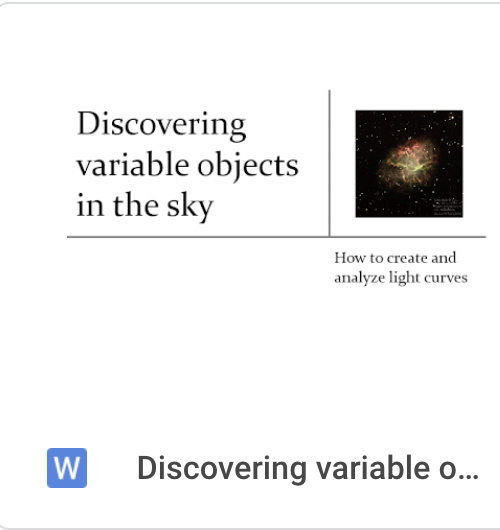 Discovering
variable objects
in the sky
How to create and
analyze light curves
W
Discovering variable o...